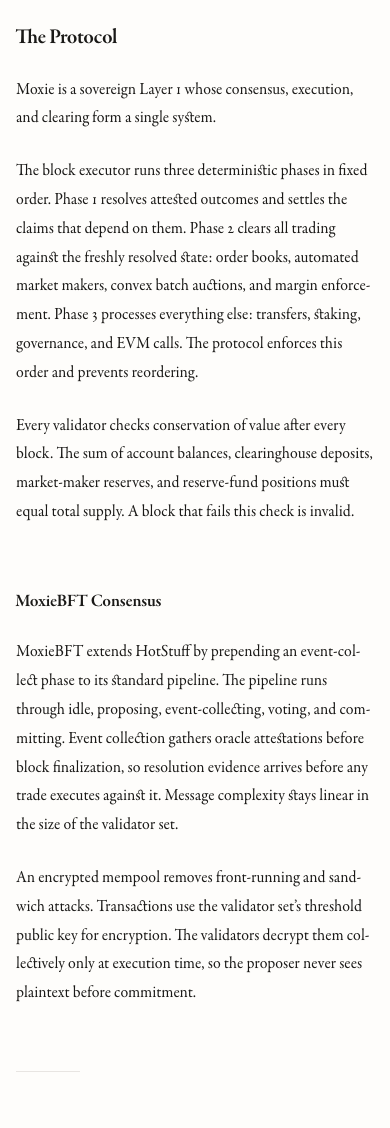 The Protocol
Moxie is a sovereign Layer 1 whose consensus, execution,
and clearing form a single system.
The block executor runs three deterministic phases in fixed
order. Phase 1 resolves attested outcomes and settles the
claims that depend on them. Phase 2 clears all trading
against the freshly resolved state: order books, automated
market makers, convex batch auctions, and margin enforce-
ment. Phase 3 processes everything else: transfers, staking,
governance, and EVM calls. The protocol enforces this
order and prevents reordering.
Every validator checks conservation of value after every
block. The sum of account balances, clearinghouse deposits,
market-maker reserves, and reserve-fund positions must
equal total supply. A block that fails this check is invalid.
MoxieBFT Consensus
MoxieBFT extends HotStuff by prepending an event-col-
lect phase to its standard pipeline. The pipeline runs
through idle, proposing, event-collecting, voting, and com-
mitting. Event collection gathers oracle attestations before
block finalization, so resolution evidence arrives before any
trade executes against it. Message complexity stays linear in
the size of the validator set.
An encrypted mempool removes front-running and sand-
wich attacks. Transactions use the validator set’s threshold
public key for encryption. The validators decrypt them col-
lectively only at execution time, so the proposer never sees
plaintext before commitment.